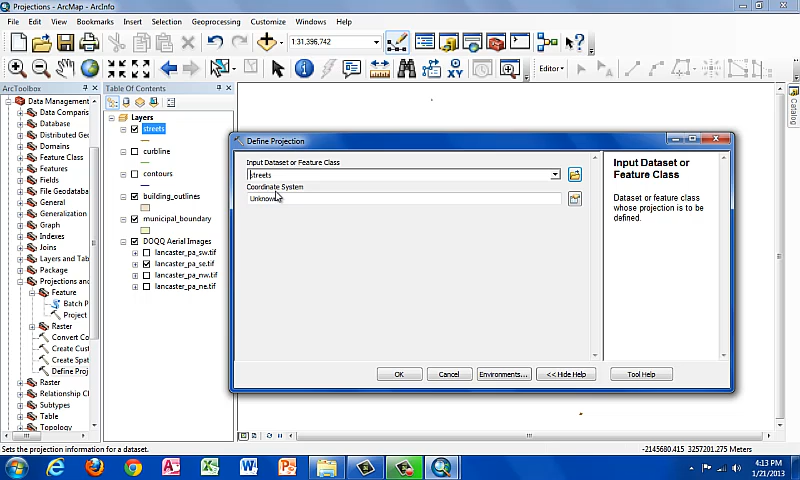 Projections - ArcMap - ArcInfo
File Edit View Bookmarks Insert Selection Geoprocessing Customize Windows Help
1:31,396,742
Editor
ArcToolbox
Data Management
Data Comparis
Database
Distributed Ge
Domains
Feature Class
Features
Fields
File Geodatab
General
Generalization
Graph
Indexes
Joins
Layers and Ta
Package
Projections an
Feature
Batch P
Project
Raster
Convert Co
Create Cus
Create Spat
Define Proj
Raster
Relationship Cl
Subtypes
Table
Topology
Table Of Contents
Layers
streets
curbline
contours
building_outlines
municipal_boundary
DOQQ Aerial Images
lancaster_pa_sw.tif
lancaster_pa_se.tif
lancaster_pa_nw.tif
lancaster_pa_ne.tif
Define Projection
Input Dataset or Feature Class
streets
Coordinate System
Unknown
OK
Cancel
Environments...
<< Hide Help
Tool Help
Input Dataset or
Feature Class
Dataset or feature class
whose projection is to be
defined.
Catalog
Sets the projection information for a dataset.
-2145680.415 3257201.275 Meters
4:13 PM
1/21/2013